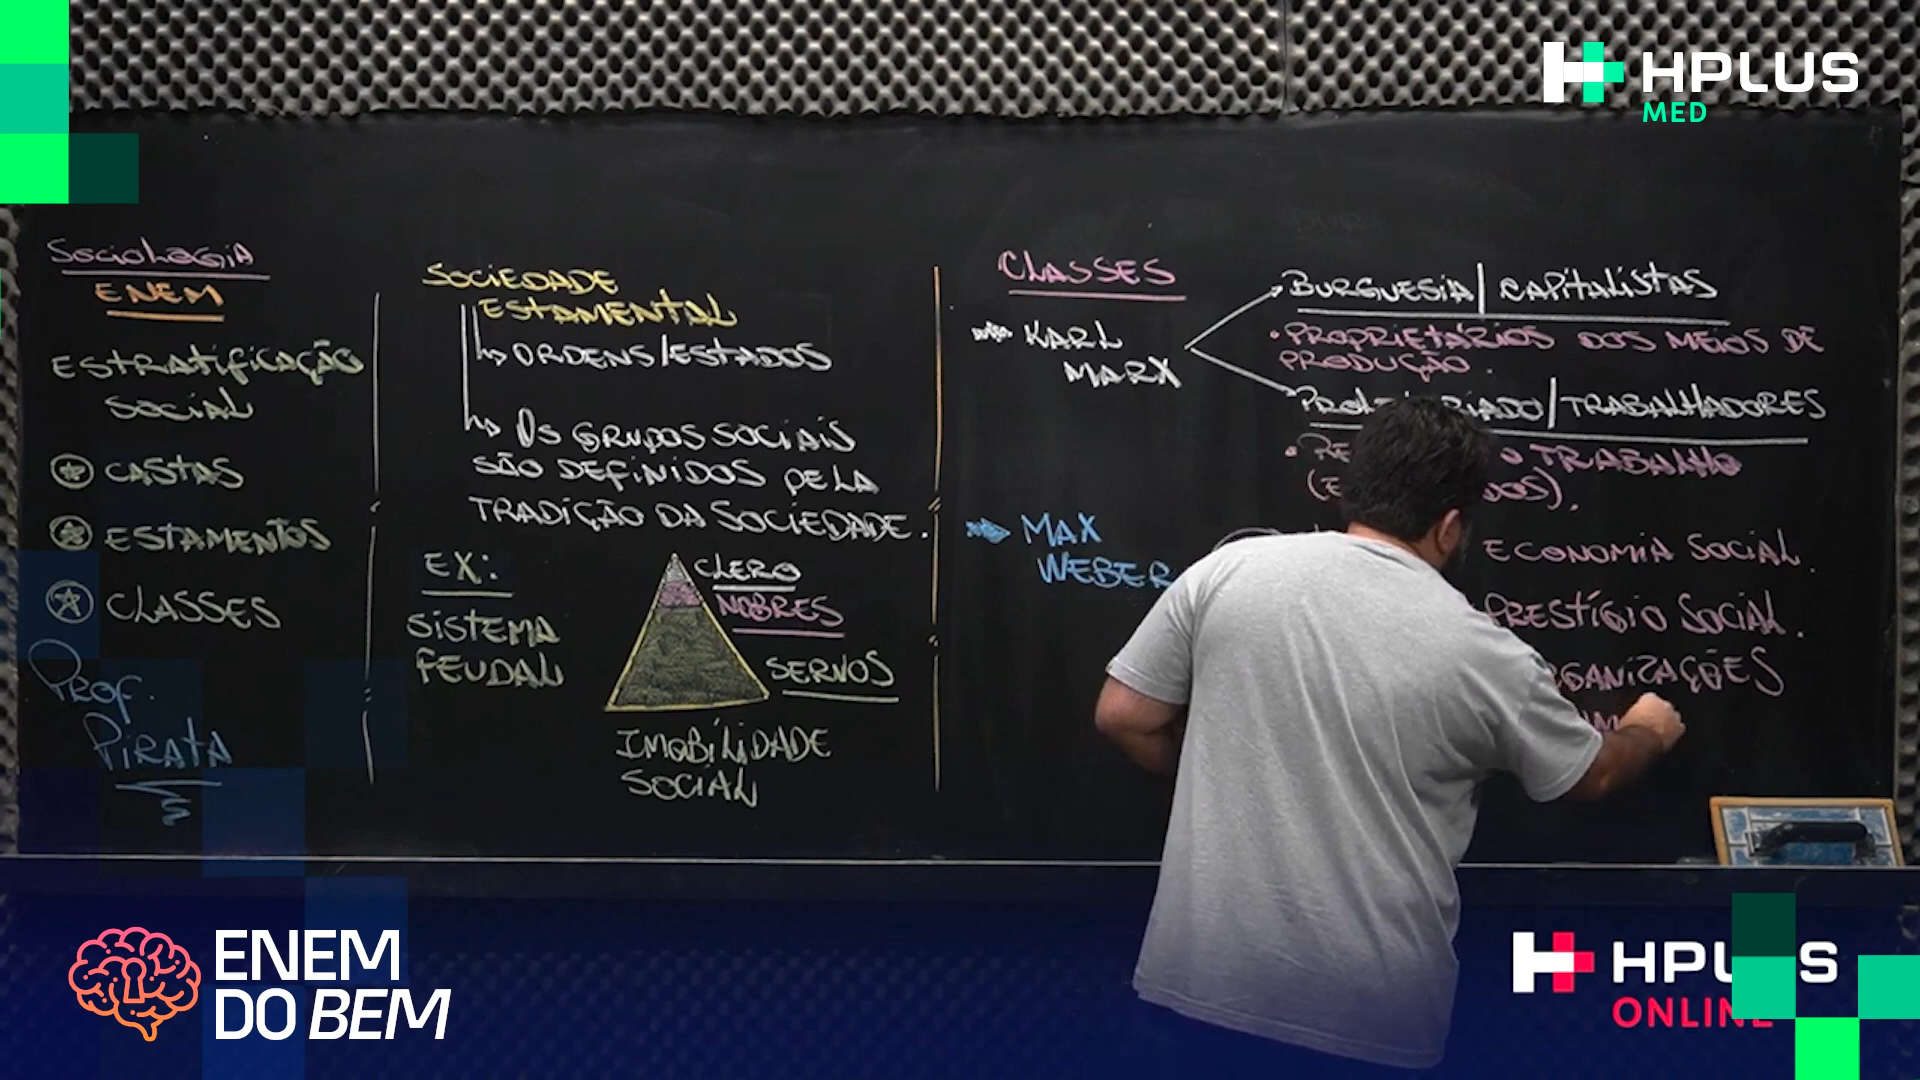 HPLUS
MED
SOCIOLOGIA
ENEM
ESTRATIFICAÇÃO
SOCIAL
CASTAS
ESTAMENTOS
CLASSES
PROF.
PIRATA
SOCIEDADE
ESTAMENTAL
ORDENS/ESTADOS
OS GRUPOS SOCIAIS
SÃO DEFINIDOS PELA
TRADIÇÃO DA SOCIEDADE.
EX:
SISTEMA
FEUDAL
CLERO
NOBRES
SERVOS
IMOBILIDADE
SOCIAL
CLASSES
KARL
MARX
BURGUESIA | CAPITALISTAS
• PROPRIETÁRIOS DOS MEIOS DE
PRODUÇÃO.
| TRABALHADORES
O TRABALHO
MAX
WEBER
ECONOMIA SOCIAL.
PRESTÍGIO SOCIAL.
ENEM
DO BEM
HPLUS
ONLINE